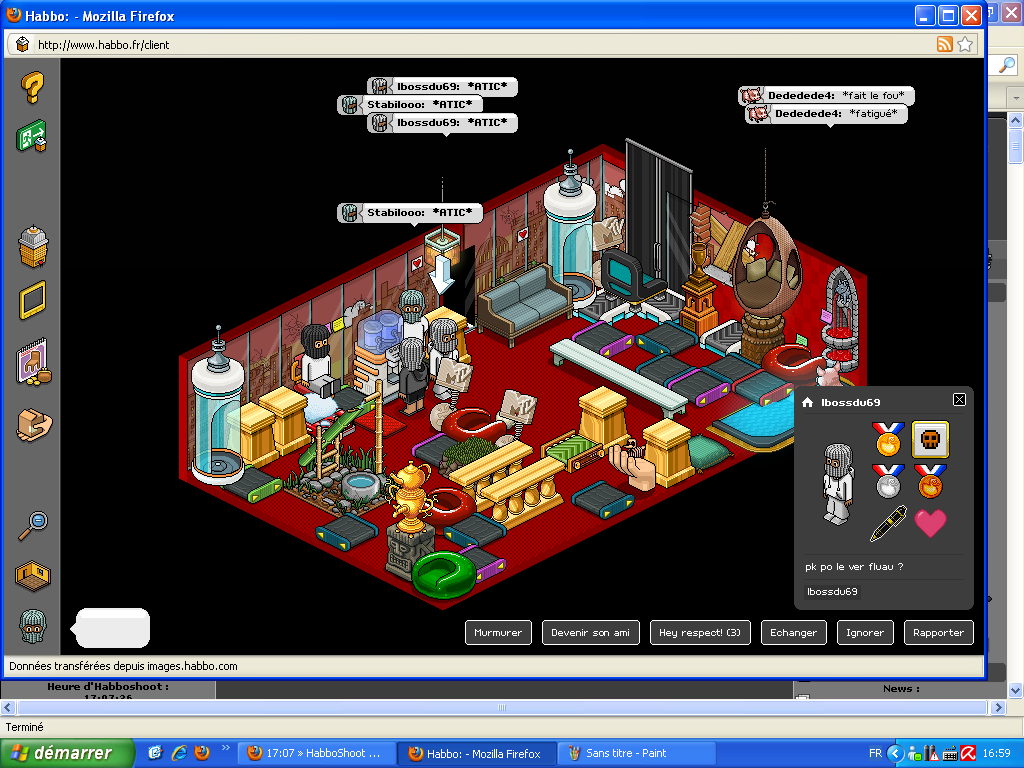 Habbo: - Mozilla Firefox
http://www.habbo.fr/client
lbossdu69: *ATIC*
Stabilooo: *ATIC*
lbossdu69: *ATIC*
Dededede4: *fait le fou*
Dededede4: *fatigué*
Stabilooo: *ATIC*
lbossdu69
pk po le ver fluau ?
lbossdu69
Murmurer
Devenir son ami
Hey respect! (3)
Echanger
Ignorer
Rapporter
Données transférées depuis images.habbo.com
Heure d'Habboshoot :
17:07:26
News :
Terminé
démarrer
17:07 » HabboShoot ...
Habbo: - Mozilla Firefox
Sans titre - Paint
FR
16:59